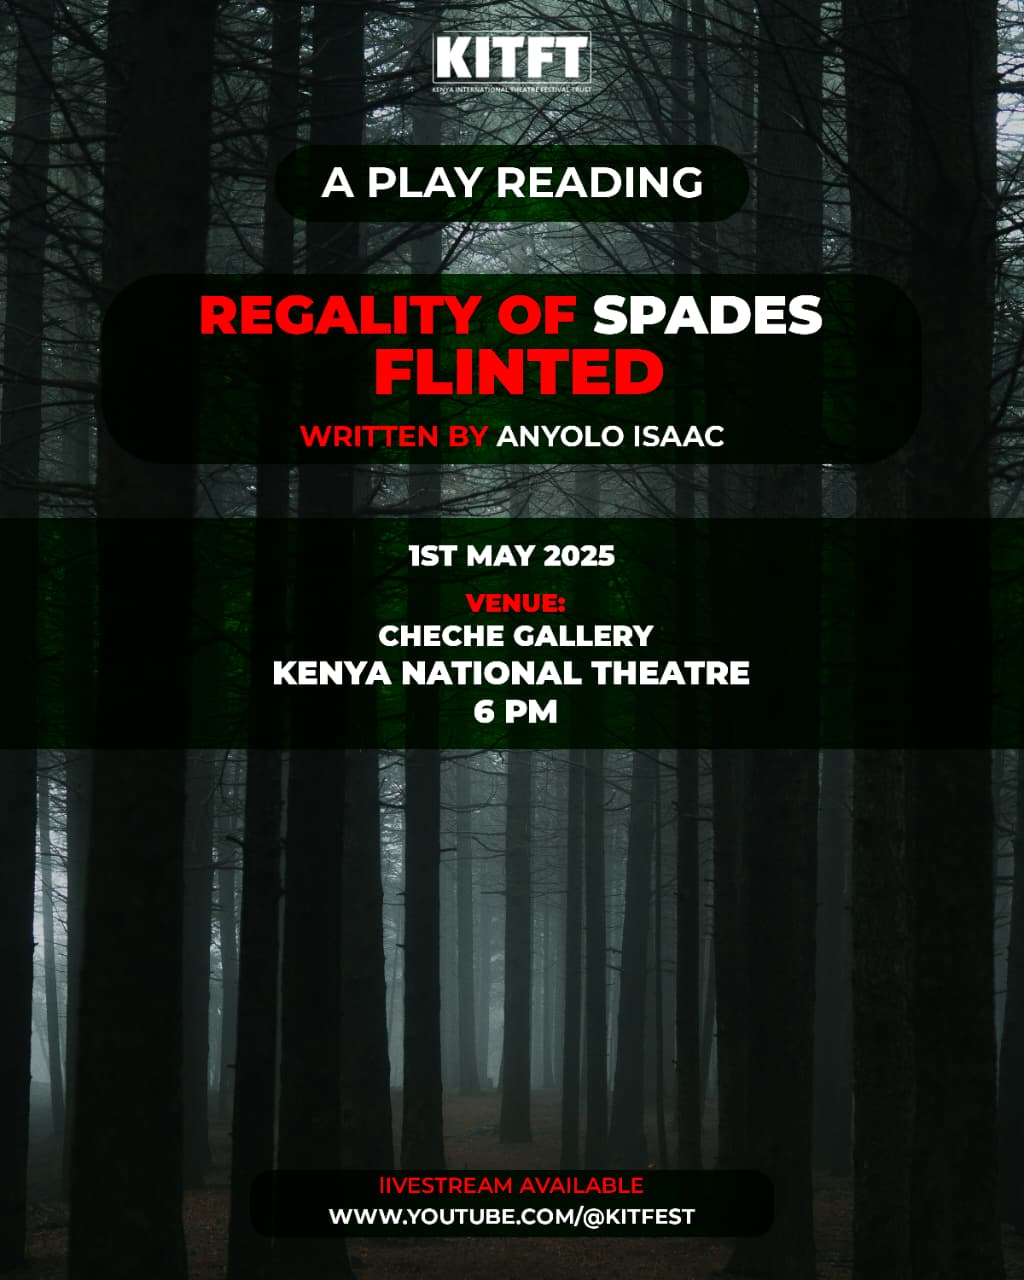 KITFT
KENYA INTERNATIONAL THEATRE FESTIVAL TRUST
A PLAY READING
REGALITY OF SPADES
FLINTED
WRITTEN BY ANYOLO ISAAC
1ST MAY 2025
VENUE:
CHECHE GALLERY
KENYA NATIONAL THEATRE
6 PM
lIVESTREAM AVAILABLE
WWW.YOUTUBE.COM/@KITFEST